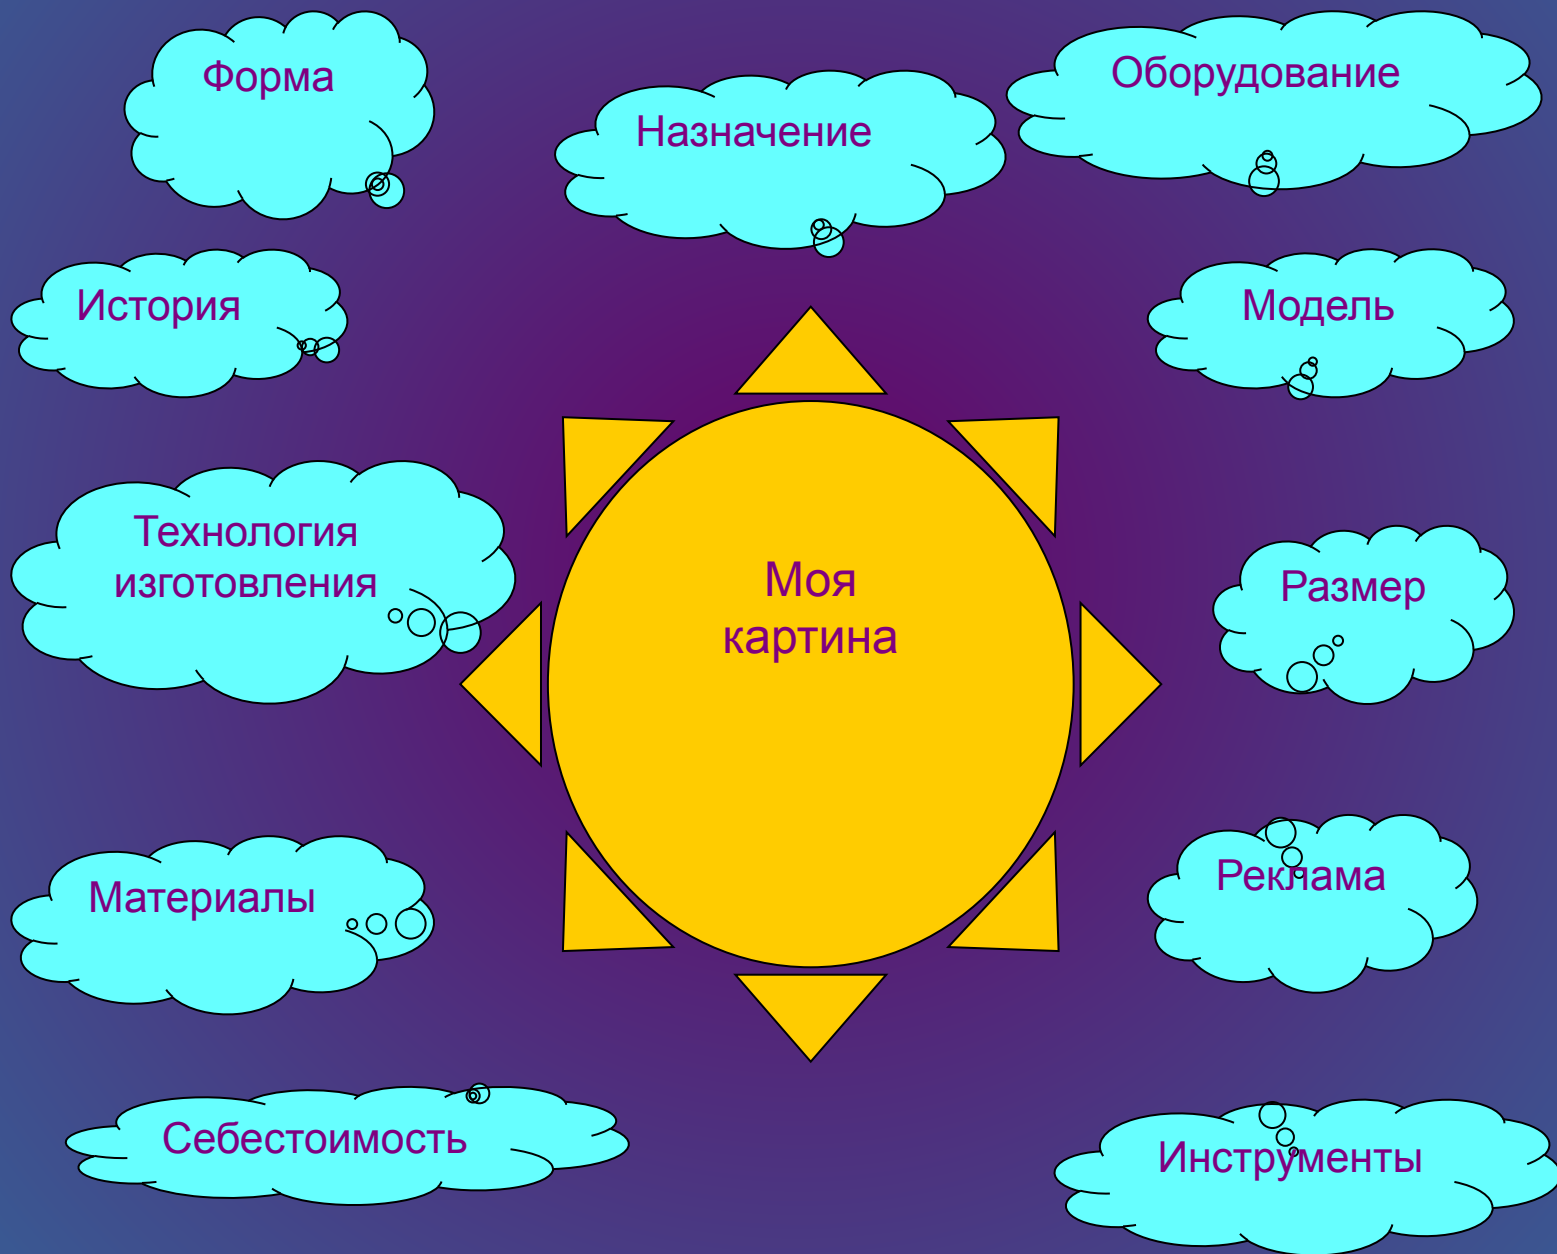 Форма
Назначение
Оборудование
История
Модель
Технология
изготовления
Моя
картина
Размер
Материалы
Реклама
Себестоимость
Инструменты